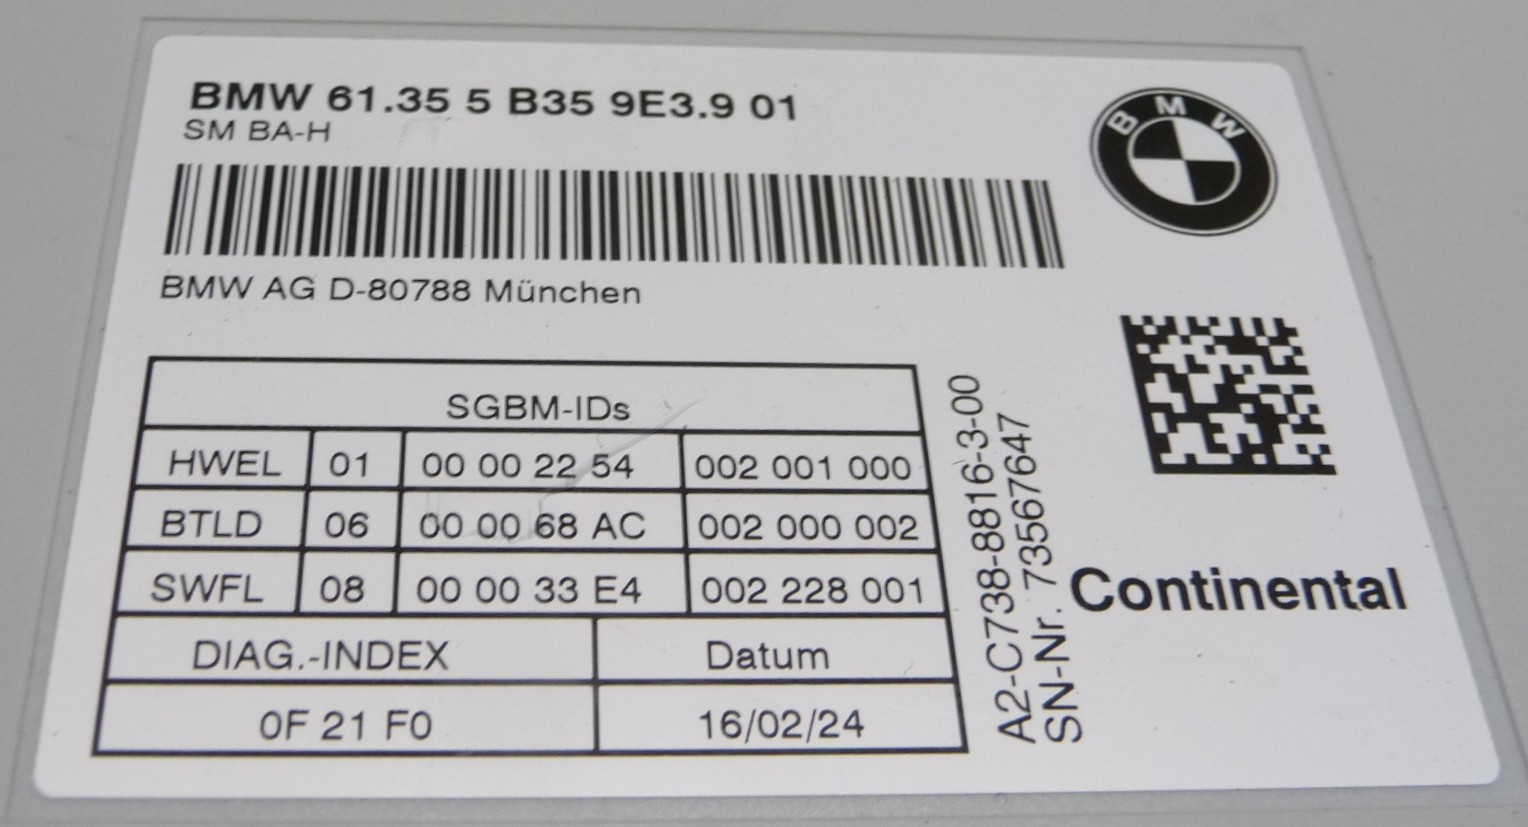 BMW 61.35 5 B35 9E3.9 01
SM BA-H
BMW
BMW AG D-80788 München
SGBM-IDs
HWEL 01 00 00 22 54 002 001 000
BTLD 06 00 00 68 AC 002 000 002
SWFL 08 00 00 33 E4 002 228 001
DIAG.-INDEX Datum
0F 21 F0 16/02/24
A2-C738-8816-3-00
SN-Nr. 73567647
Continental